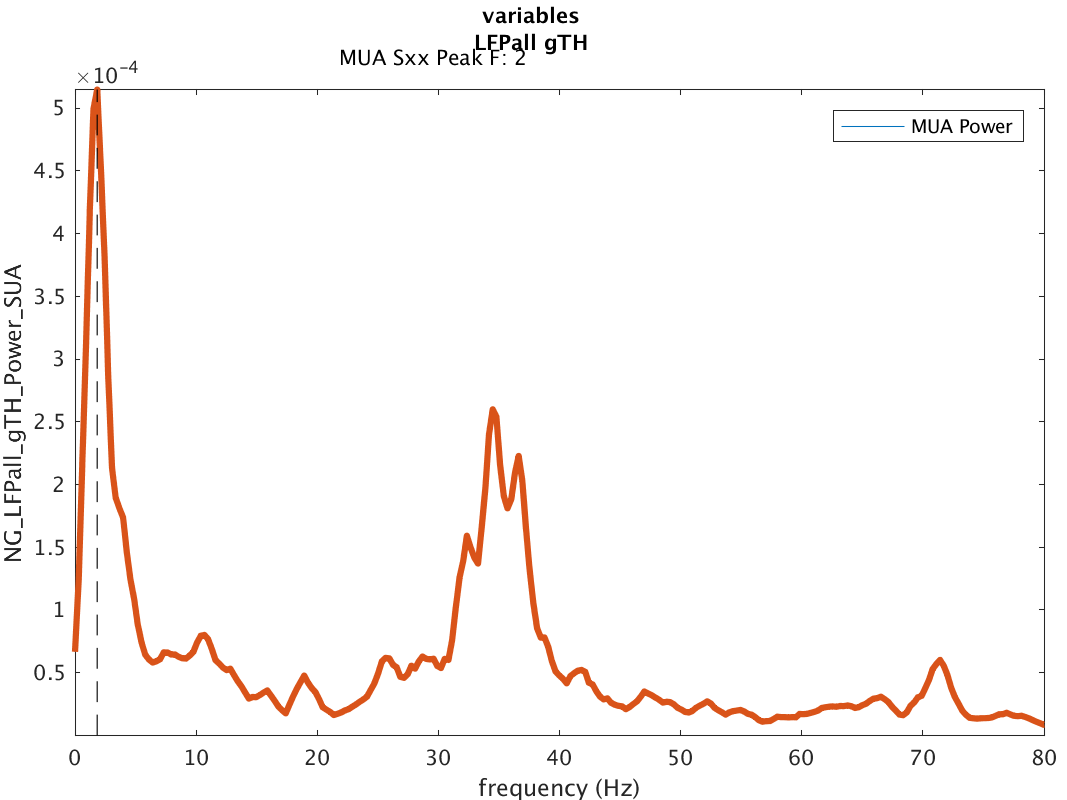 variables
LFPall gTH
MUA Sxx Peak F: 2
×10⁻⁴
MUA Power
5
4.5
4
3.5
3
2.5
2
1.5
1
0.5
NG_LFPall_gTH_Power_SUA
0 10 20 30 40 50 60 70 80
frequency (Hz)